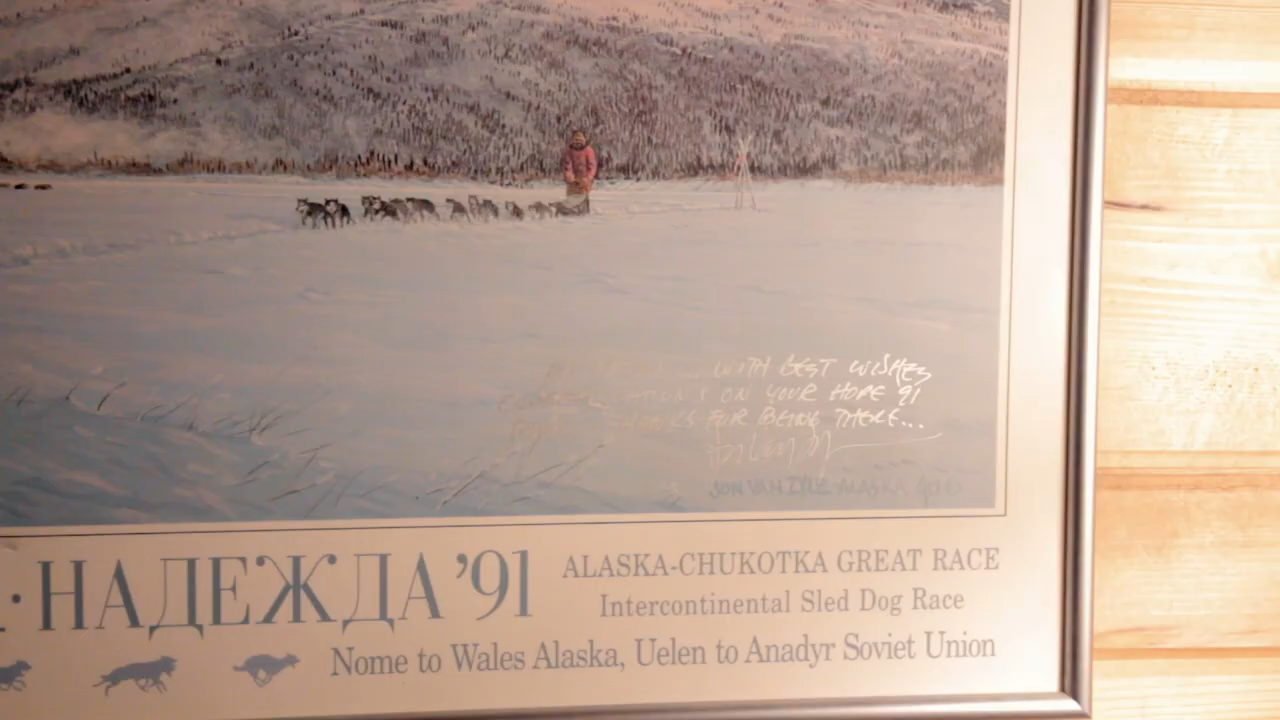 WITH BEST WISHES
ON YOUR HOPE 91
THANKS FOR BEING THERE...
JON VAN ZYLE ALASKA
НАДЕЖДА '91
ALASKA-CHUKOTKA GREAT RACE
Intercontinental Sled Dog Race
Nome to Wales Alaska, Uelen to Anadyr Soviet Union